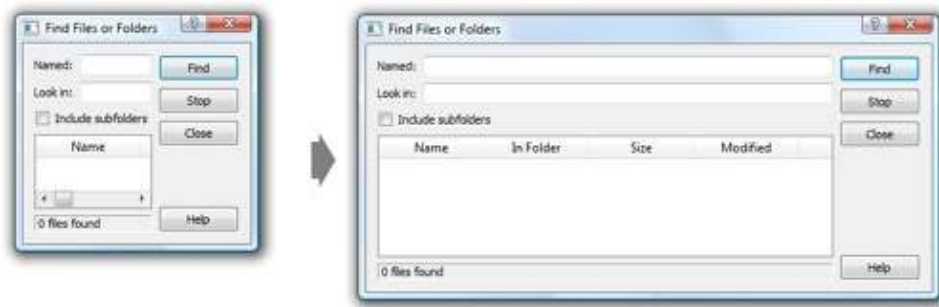 Find Files or Folders
Named:
Find
Look in:
Stop
Include subfolders
Close
Name
0 files found
Help
Find Files or Folders
Named:
Find
Look in:
Stop
Include subfolders
Close
Name In Folder Size Modified
0 files found
Help